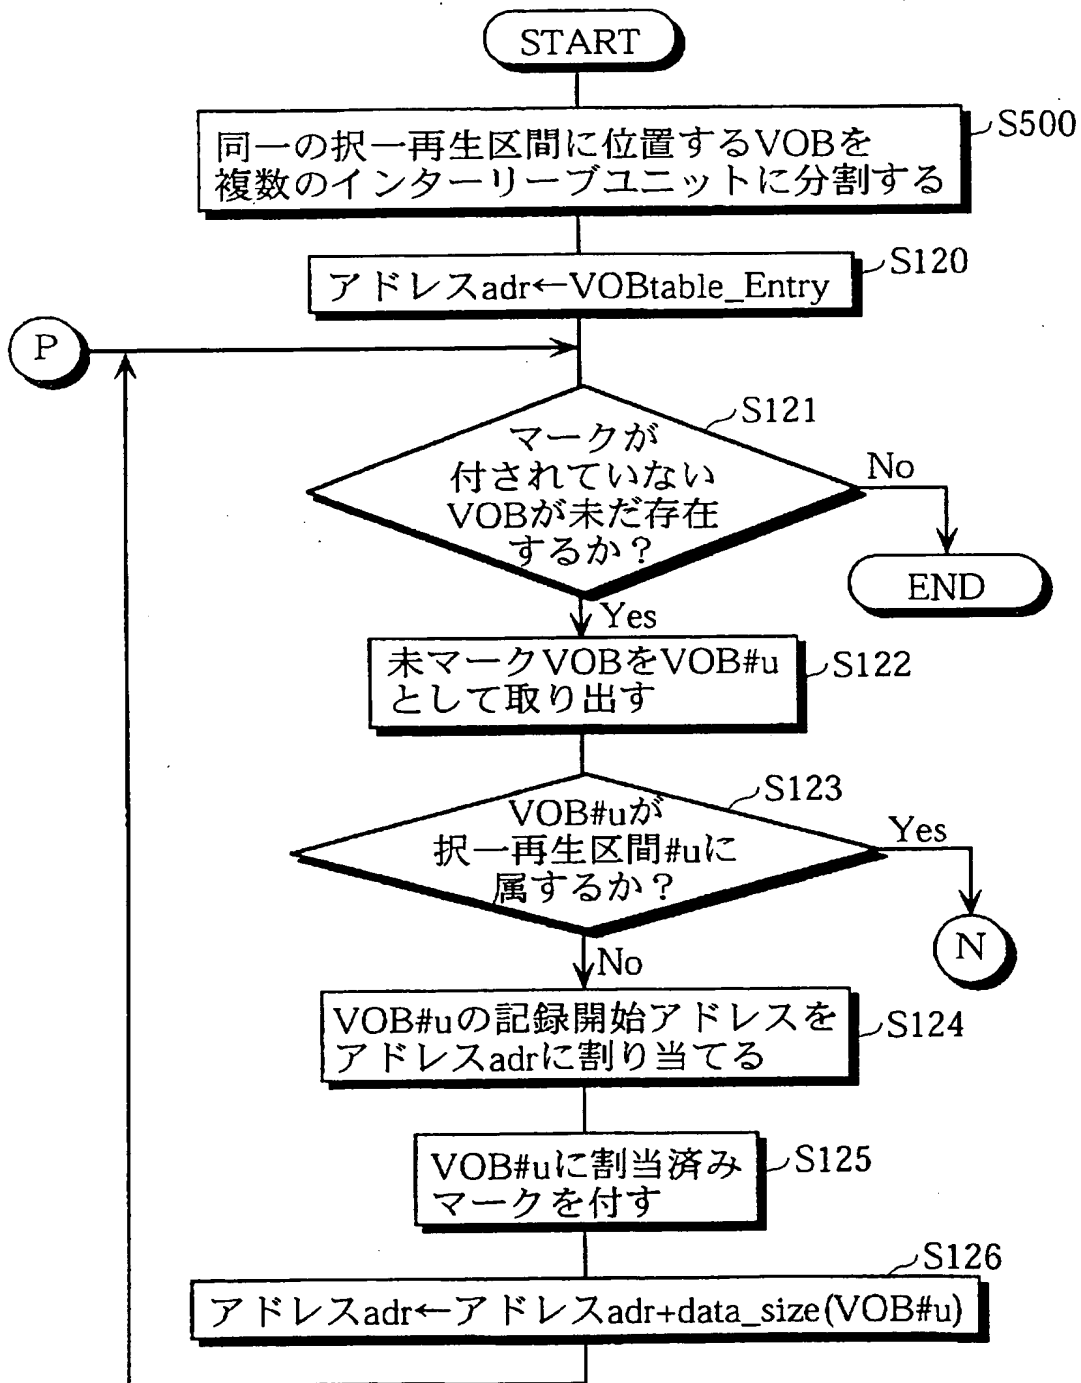 START
S500
同一の択一再生区間に位置するVOBを
複数のインターリーブユニットに分割する
S120
アドレスadr←VOBtable_Entry
P
S121
マークが
付されていない
VOBが未だ存在
するか？
No
END
Yes
未マークVOBをVOB#u
として取り出す
S122
S123
VOB#uが
択一再生区間#uに
属するか？
Yes
N
No
VOB#uの記録開始アドレスを
アドレスadrに割り当てる
S124
VOB#uに割当済み
マークを付す
S125
S126
アドレスadr←アドレスadr+data_size(VOB#u)